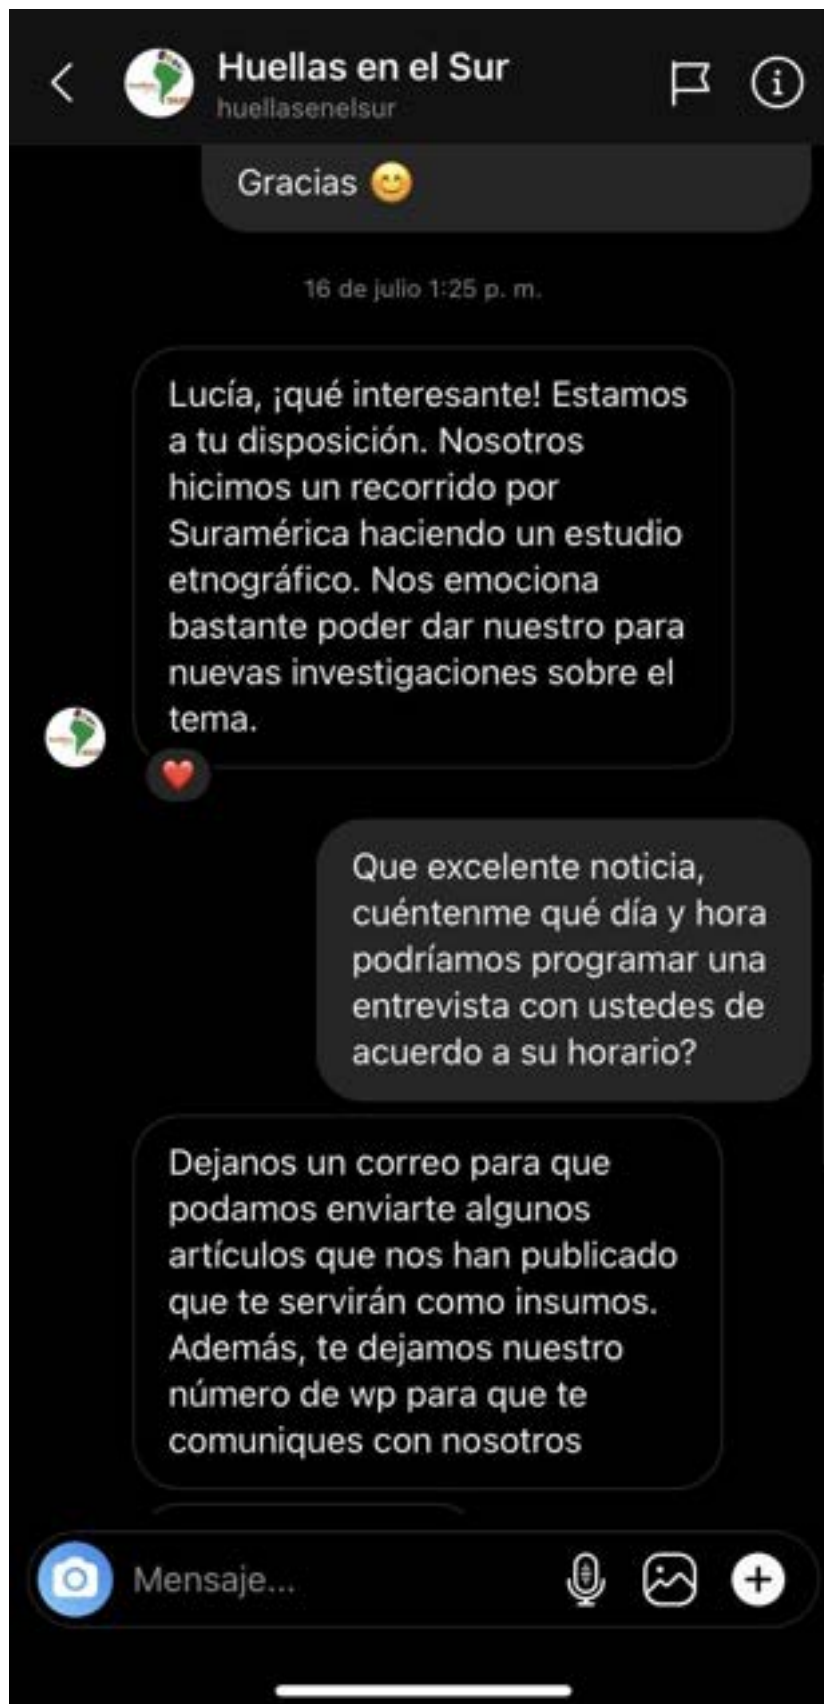 Huellas en el Sur
huellasenelsur
Gracias 😊
16 de julio 1:25 p. m.
Lucía, ¡qué interesante! Estamos
a tu disposición. Nosotros
hicimos un recorrido por
Suramérica haciendo un estudio
etnográfico. Nos emociona
bastante poder dar nuestro para
nuevas investigaciones sobre el
tema.
Que excelente noticia,
cuéntenme qué día y hora
podríamos programar una
entrevista con ustedes de
acuerdo a su horario?
Dejanos un correo para que
podamos enviarte algunos
artículos que nos han publicado
que te servirán como insumos.
Además, te dejamos nuestro
número de wp para que te
comuniques con nosotros
Mensaje...